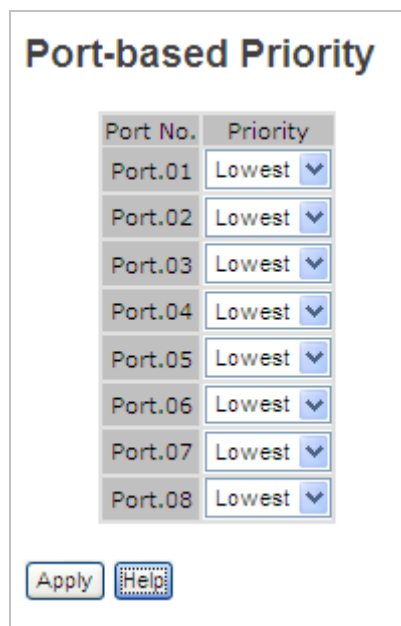 Port-based Priority
Port No. Priority
Port.01 Lowest
Port.02 Lowest
Port.03 Lowest
Port.04 Lowest
Port.05 Lowest
Port.06 Lowest
Port.07 Lowest
Port.08 Lowest
Apply Help